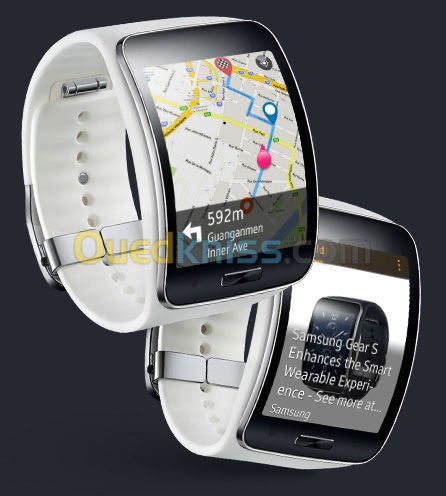 592m
Guanganmen
Inner Ave
Ouedkniss.com
Samsung Gear S
Enhances the Smart
Wearable Experi-
ence - See more at...
Samsung